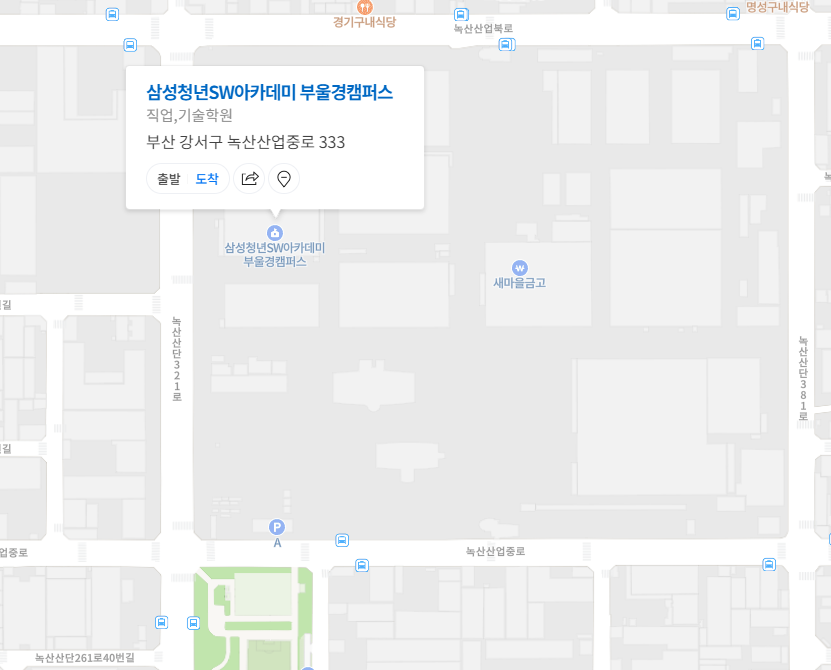 명성구내식당
경기구내식당
녹산산업북로
삼성청년SW아카데미 부울경캠퍼스
직업,기술학원
부산 강서구 녹산산업중로 333
출발
도착
녹
삼성청년SW아카데미
부울경캠퍼스
새마을금고
길
녹산산단321로
녹산산단381로
길
P
A
업중로
녹산산업중로
녹산산단261로40번길